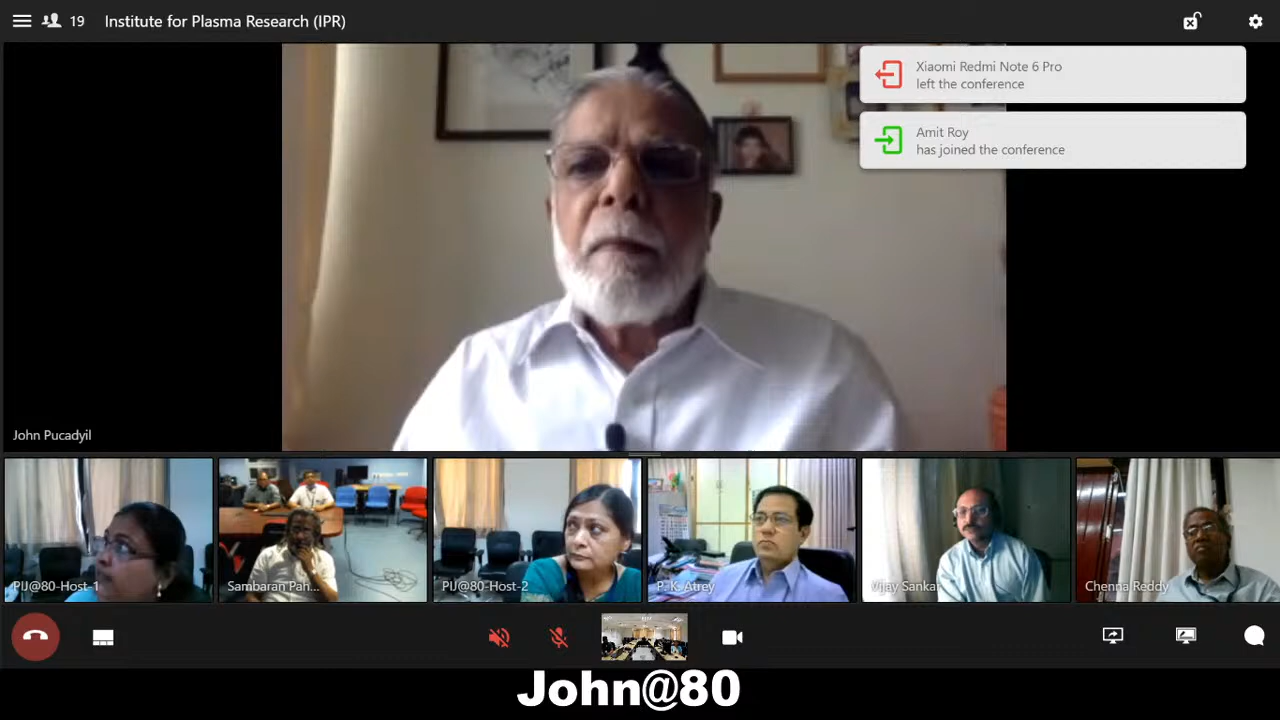 19 Institute for Plasma Research (IPR)
Xiaomi Redmi Note 6 Pro
left the conference
Amit Roy
has joined the conference
John Pucadyil
PIJ@80-Host-1
Sambaran Pah...
PIJ@80-Host-2
P. K. Atrey
Vijay Sankar
Chenna Reddy
John@80